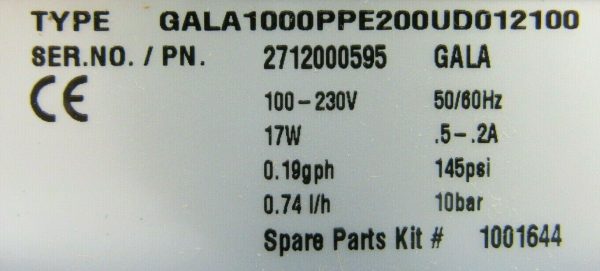 TYPE GALA1000PPE200UD012100
SER.NO. / PN. 2712000595 GALA
CE 100-230V 50/60Hz
17W .5-.2A
0.19gph 145psi
0.74 l/h 10bar
Spare Parts Kit # 1001644